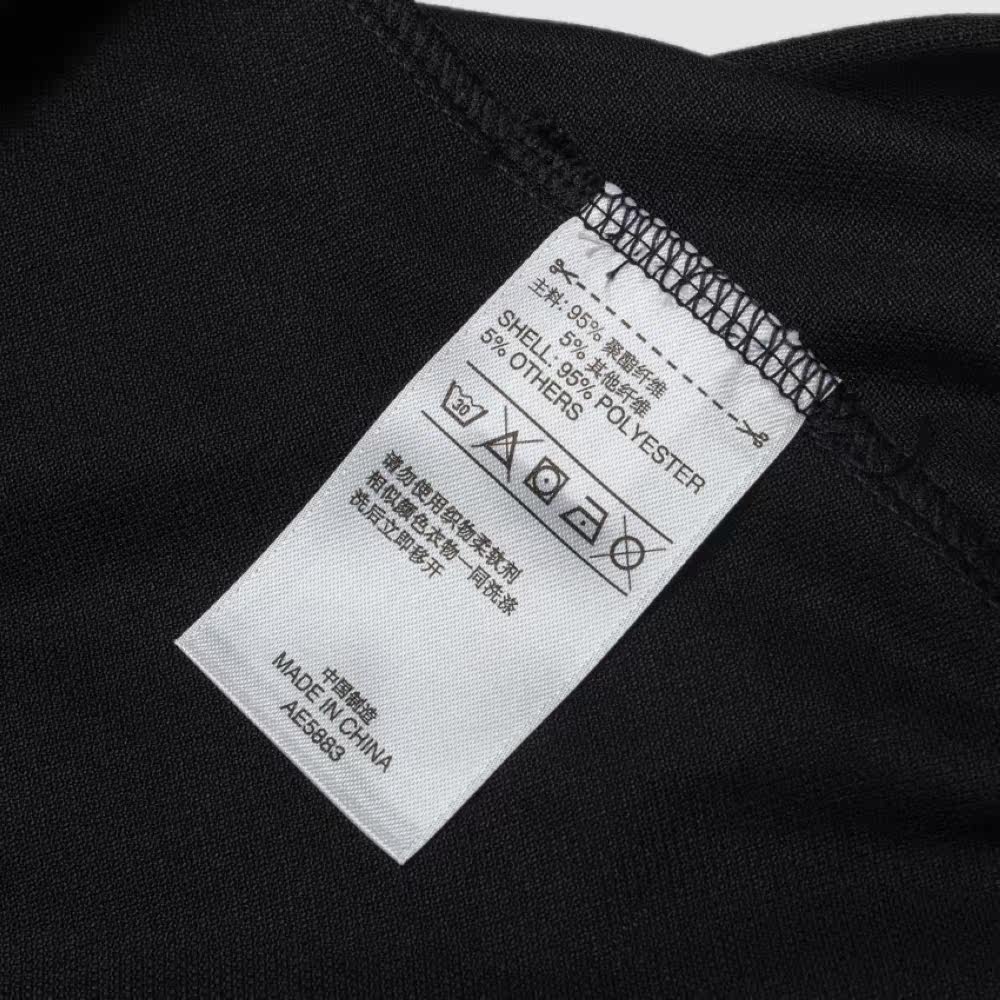 主料: 95% 聚酯纤维
5% 其他纤维
SHELL: 95% POLYESTER
5% OTHERS
30
请勿使用织物柔软剂
相似颜色衣物一同洗涤
洗后立即移开
中国制造
MADE IN CHINA
AE5883